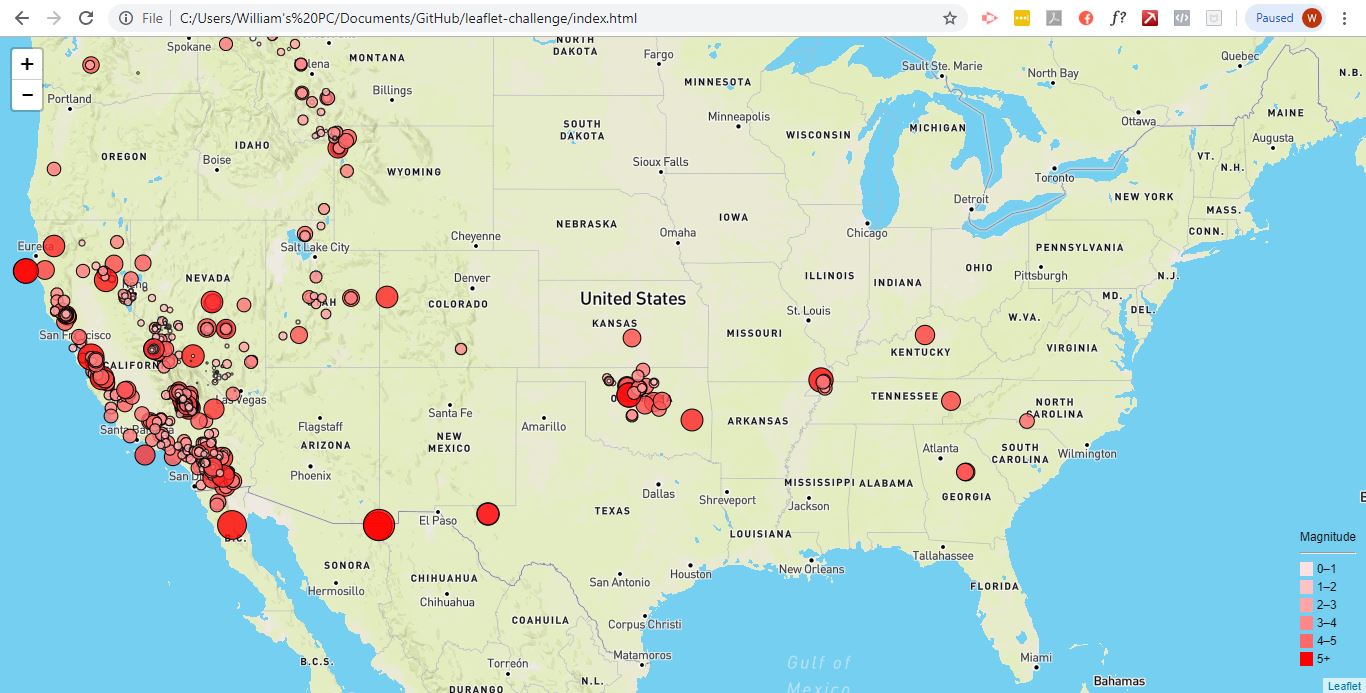 File
C:/Users/William's%20PC/Documents/GitHub/leaflet-challenge/index.html
f?
Paused
W
+
−
Spokane
MONTANA
NORTH
DAKOTA
Fargo
MINNESOTA
Sault Ste. Marie
North Bay
Quebec
N.B.
lena
Billings
Portland
Minneapolis
WISCONSIN
MICHIGAN
Ottawa
MAINE
Augusta
SOUTH
DAKOTA
OREGON
IDAHO
Boise
WYOMING
Sioux Falls
Toronto
VT.
N.H.
NEW YORK
MASS.
CONN.
Detroit
NEBRASKA
IOWA
Omaha
Chicago
Cheyenne
Salt Lake City
Eure
PENNSYLVANIA
Pittsburgh
N.J.
OHIO
INDIANA
ILLINOIS
NEVADA
Denver
COLORADO
AH
United States
KANSAS
St. Louis
MISSOURI
MD.
DEL.
W.VA.
VIRGINIA
KENTUCKY
San F
cisco
CALIFORN
Las Vegas
Santa B
TENNESSEE
NORTH
CAROLINA
ARKANSAS
Santa Fe
Amarillo
Flagstaff
ARIZONA
NEW
MEXICO
Phoenix
San D
Atlanta
SOUTH
CAROLINA
Wilmington
GEORGIA
MISSISSIPPI
ALABAMA
Jackson
Dallas
Shreveport
TEXAS
El Paso
B.C.
LOUISIANA
Tallahassee
New Orleans
Houston
San Antonio
SONORA
Hermosillo
CHIHUAHUA
Chihuahua
FLORIDA
COAHUILA
Corpus Christi
Matamoros
Miami
B.C.S.
Torreón
N.L.
DURANGO
Gulf of
Mexico
Bahamas
Magnitude
0–1
1–2
2–3
3–4
4–5
5+
Leaflet